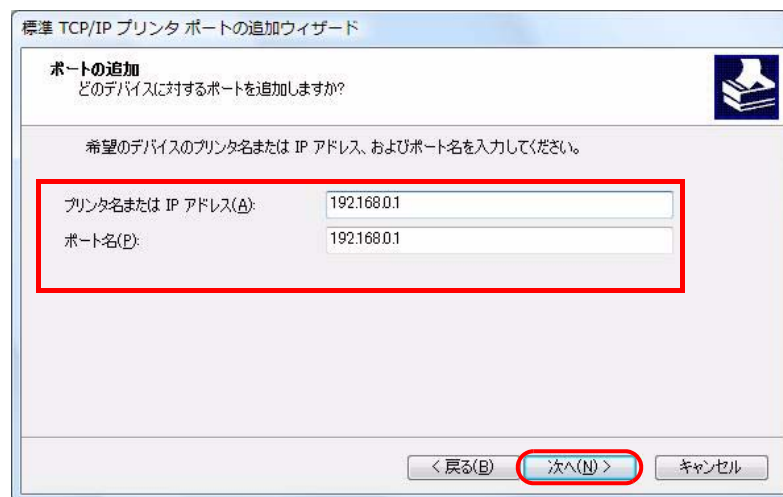 標準 TCP/IP プリンタ ポートの追加ウィザード
ポートの追加
どのデバイスに対するポートを追加しますか?
希望のデバイスのプリンタ名または IP アドレス、およびポート名を入力してください。
プリンタ名または IP アドレス(A): 192.168.0.1
ポート名(P): 192.168.0.1
< 戻る(B) 次へ(N) > キャンセル